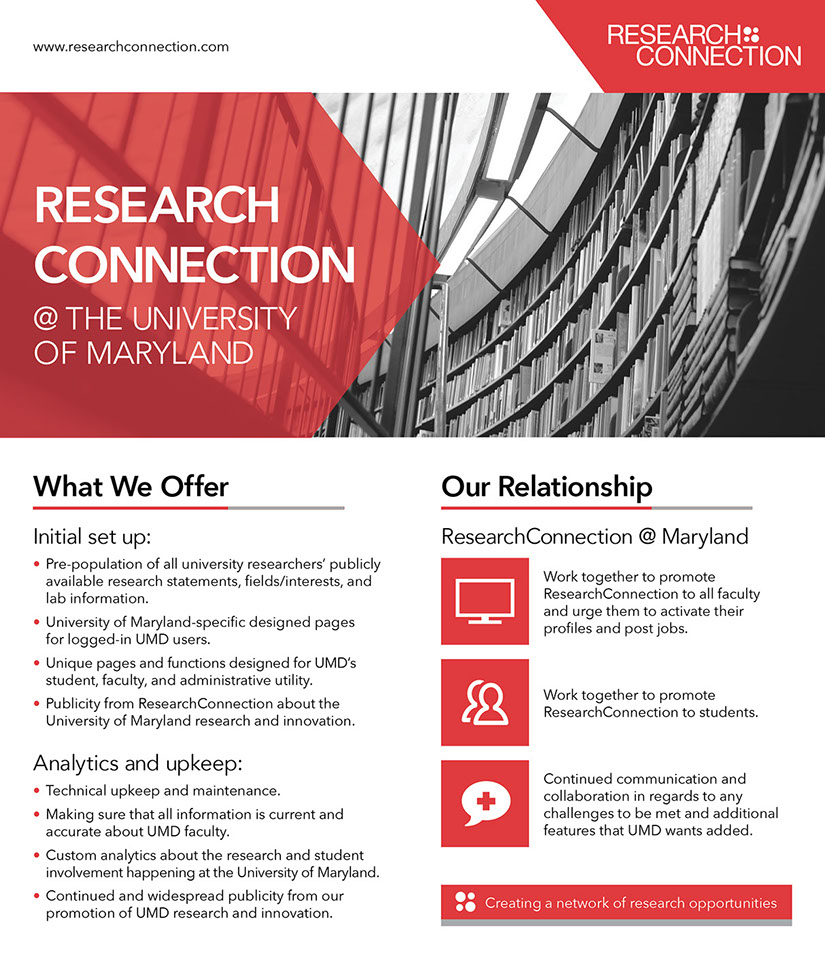 www.researchconnection.com
RESEARCH
CONNECTION
RESEARCH
CONNECTION
@ THE UNIVERSITY
OF MARYLAND
What We Offer
Initial set up:
• Pre-population of all university researchers’ publicly
available research statements, fields/interests, and
lab information.
• University of Maryland-specific designed pages
for logged-in UMD users.
• Unique pages and functions designed for UMD’s
student, faculty, and administrative utility.
• Publicity from ResearchConnection about the
University of Maryland research and innovation.
Analytics and upkeep:
• Technical upkeep and maintenance.
• Making sure that all information is current and
accurate about UMD faculty.
• Custom analytics about the research and student
involvement happening at the University of Maryland.
• Continued and widespread publicity from our
promotion of UMD research and innovation.
Our Relationship
ResearchConnection @ Maryland
Work together to promote
ResearchConnection to all faculty
and urge them to activate their
profiles and post jobs.
Work together to promote
ResearchConnection to students.
Continued communication and
collaboration in regards to any
challenges to be met and additional
features that UMD wants added.
Creating a network of research opportunities